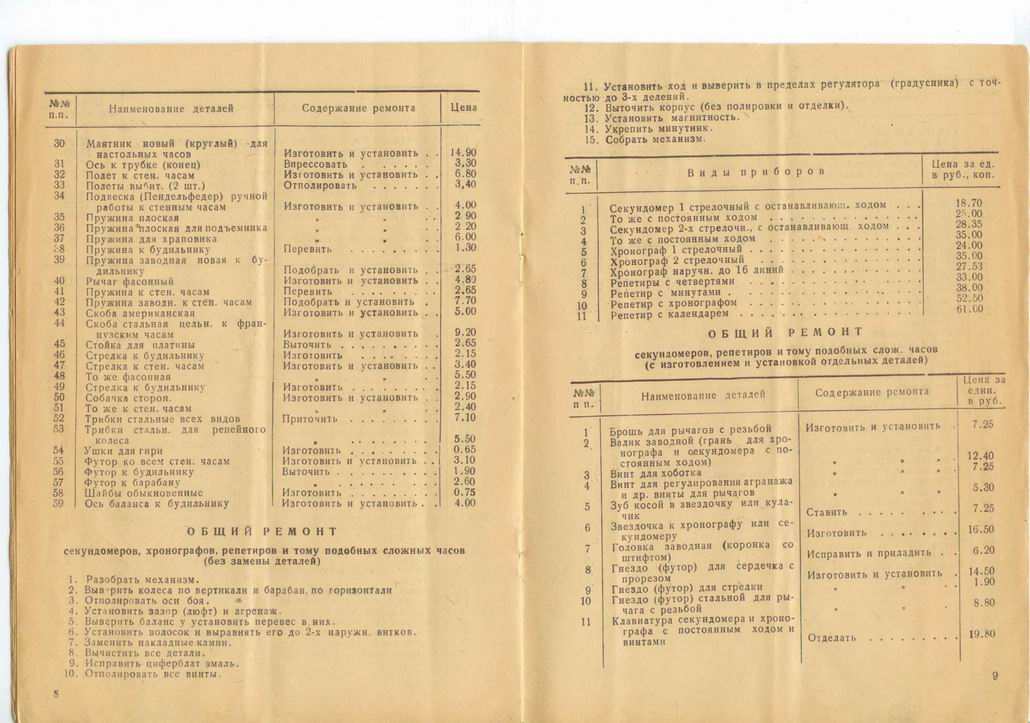 №№ п.п. Наименование деталей Содержание ремонта Цена
30 Маятник новый (круглый) для
настольных часов Изготовить и установить . . 14.90
31 Ось к трубке (конец) Впрессовать . . . . . . . 3,30
32 Полет к стен. часам Изготовить и установить . . 6.80
33 Полеты выбит. (2 шт.) Отполировать . . . . . . . 3,40
34 Подвеска (Пендельфедер) ручной
работы к стенным часам Изготовить и установить . . 4.00
35 Пружина плоская „ „ 2 90
36 Пружина плоская для подъемника „ „ 2 20
37 Пружина для храповика „ „ 6.00
38 Пружина к будильнику Перевить . . . . . . . . . 1.30
39 Пружина заводная новая к бу-
дильнику Подобрать и установить . . 2.65
40 Рычаг фасонный Изготовить и установить . . 4.80
41 Пружина к стен. часам Перевить . . . . . . . . . 2,65
42 Пружина заводн. к стен. часам Подобрать и установить . 7.70
43 Скоба американская Изготовить и установить . . 5.00
44 Скоба стальная цельн. к фран-
цузским часам Изготовить и установить 9.20
45 Стойка для платины Выточить . . . . . . . . . 2.65
46 Стрелка к будильнику Изготовить . . . . . . . 2.15
47 Стрелка к стен. часам Изготовить и установить . . 3.40
48 То же фасонная „ „ 5.50
49 Стрелка к будильнику Изготовить . . . . . . . . 2.15
50 Собачка сторон. Изготовить и установить . . 2.90
51 То же к стен. часам „ „ 2.40
52 Трибки стальные всех видов Приточить . . . . . . . . . 7.10
53 Трибки стальн. для репейного
колеса „ 5.50
54 Ушки для гири Изготовить . . . . . . . . 0.65
55 Футор ко всем стен. часам Изготовить и установить . . 3.10
56 Футор к будильнику Выточить . . . . . . . . . 1.90
57 Футор к барабану „ . . . . . . . . . 2.60
58 Шайбы обыкновенные Изготовить . . . . . . . . 0.75
59 Ось баланса к будильнику Изготовить и установить . . 4.00
ОБЩИЙ РЕМОНТ
секундомеров, хронографов, репетиров и тому подобных сложных часов
(без замены деталей)
1. Разобрать механизм.
2. Выверить колеса по вертикали и барабан, по горизонтали
3. Отполировать оси боя.
4. Установить зазор (люфт) и агренаж.
5. Выверить баланс у установить перевес в них.
6. Установить волосок и выравнять его до 2-х наружн. витков.
7. Заменить накладные камни.
8. Вычистить все детали.
9. Исправить циферблат эмаль.
10. Отполировать все винты.
8
11. Установить ход и выверить в пределах регулятора (градусника) с точ-
ностью до 3-х делений.
12. Выточить корпус (без полировки и отделки).
13. Установить магнитность.
14. Укрепить минутник.
15. Собрать механизм.
№№ п.п. Виды приборов Цена за ед. в руб., коп.
1 Секундомер 1 стрелочный с останавливающ. ходом . . . 18.70
2 То же с постоянным ходом . . . . . . . . . . . . 25.00
3 Секундомер 2-х стрелочн., с останавливающ. ходом . . . 28.35
4 То же с постоянным ходом . . . . . . . . . . . . 35.00
5 Хронограф 1 стрелочный . . . . . . . . . . . . . 24.00
6 Хронограф 2 стрелочный . . . . . . . . . . . . . 35.00
7 Хронограф наручн. до 16 линий . . . . . . . . . . 27.53
8 Репетиры с четвертями . . . . . . . . . . . . . 33.00
9 Репетир с минутами . . . . . . . . . . . . . . 38.00
10 Репетир с хронографом . . . . . . . . . . . . . 52.50
11 Репетир с календарем . . . . . . . . . . . . . 61.00
ОБЩИЙ РЕМОНТ
секундомеров, репетиров и тому подобных слож. часов
(с изготовлением и установкой отдельных деталей)
№№ п п. Наименование деталей Содержание ремонта Цена за един. в руб.
1 Брошь для рычагов с резьбой Изготовить и установить . 7.25
2 Валик заводной (грань для хро-
нографа и секундомера с по-
стоянным ходом) „ „ „ 12.40
3 Винт для хоботка „ „ „ 7.25
4 Винт для регулирования агранажа
и др. винты для рычагов „ „ „ 5.30
5 Зуб косой в звездочку или кула-
чик Ставить . . . . . . . . . 7.25
6 Звездочка к хронографу или се-
кундомеру Изготовить . . . . . . . 16.50
7 Головка заводная (коронка со
штифтом) Исправить и приладить . . 6.20
8 Гнездо (футор) для сердечка с
прорезом Изготовить и установить . 14.50
9 Гнездо (футор) для стрелки „ „ 1.90
10 Гнездо (футор) стальной для ры-
чага с резьбой „ „ 8.80
11 Клавиатура секундомера и хроно-
графа с постоянным ходом и
винтами Отделать . . . . . . . . 19.80
9